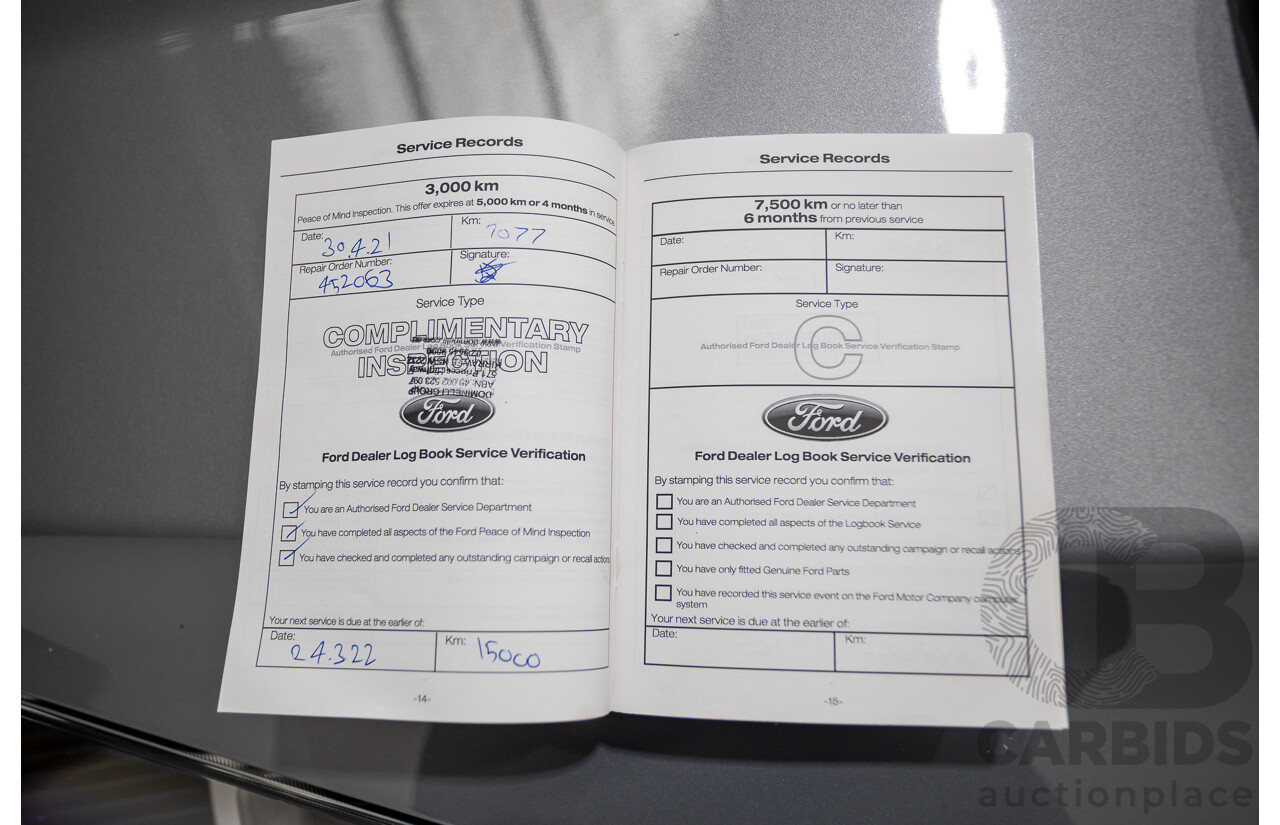 Service Records
3,000 km
Peace of Mind Inspection. This offer expires at 5,000 km or 4 months in service
Date: 30.4.21
Km: 7077
Repair Order Number: 452063
Signature:
Service Type
COMPLIMENTARY
Authorised Ford Dealer Log Book Service Verification Stamp
INSPECTION
DOMINELLI GROUP
ABN: 45 002 523 097
Ford
Ford Dealer Log Book Service Verification
By stamping this service record you confirm that:
You are an Authorised Ford Dealer Service Department
You have completed all aspects of the Ford Peace of Mind Inspection
You have checked and completed any outstanding campaign or recall actions
Your next service is due at the earlier of:
Date: 24.322
Km: 15000
-14-
Service Records
7,500 km or no later than
6 months from previous service
Date:
Km:
Repair Order Number:
Signature:
Service Type
C
Authorised Ford Dealer Log Book Service Verification Stamp
Ford
Ford Dealer Log Book Service Verification
By stamping this service record you confirm that:
You are an Authorised Ford Dealer Service Department
You have completed all aspects of the Logbook Service
You have checked and completed any outstanding campaign or recall actions
You have only fitted Genuine Ford Parts
You have recorded this service event on the Ford Motor Company computer
system
Your next service is due at the earlier of:
Date:
Km:
-15-
CB
CARBIDS
auctionplace